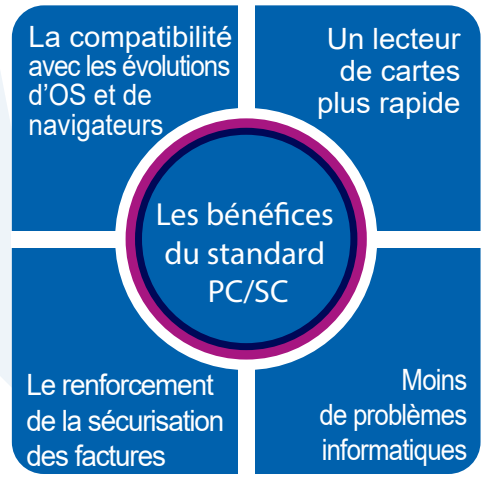 La compatibilité
avec les évolutions
d'OS et de
navigateurs
Un lecteur
de cartes
plus rapide
Les bénéfices
du standard
PC/SC
Le renforcement
de la sécurisation
des factures
Moins
de problèmes
informatiques